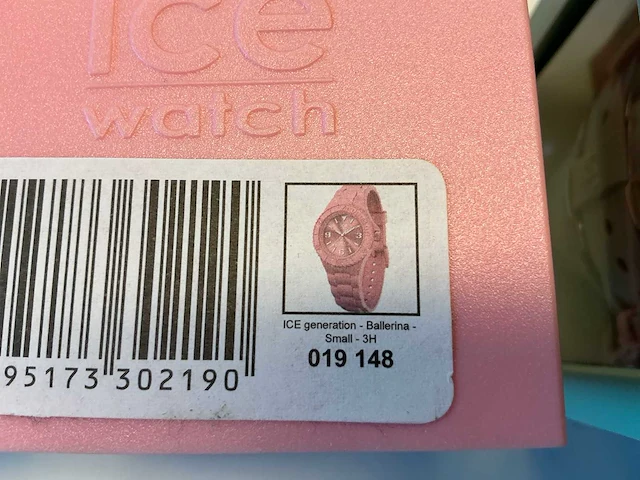 ice
watch
95173 302190
ICE generation - Ballerina -
Small - 3H
019 148